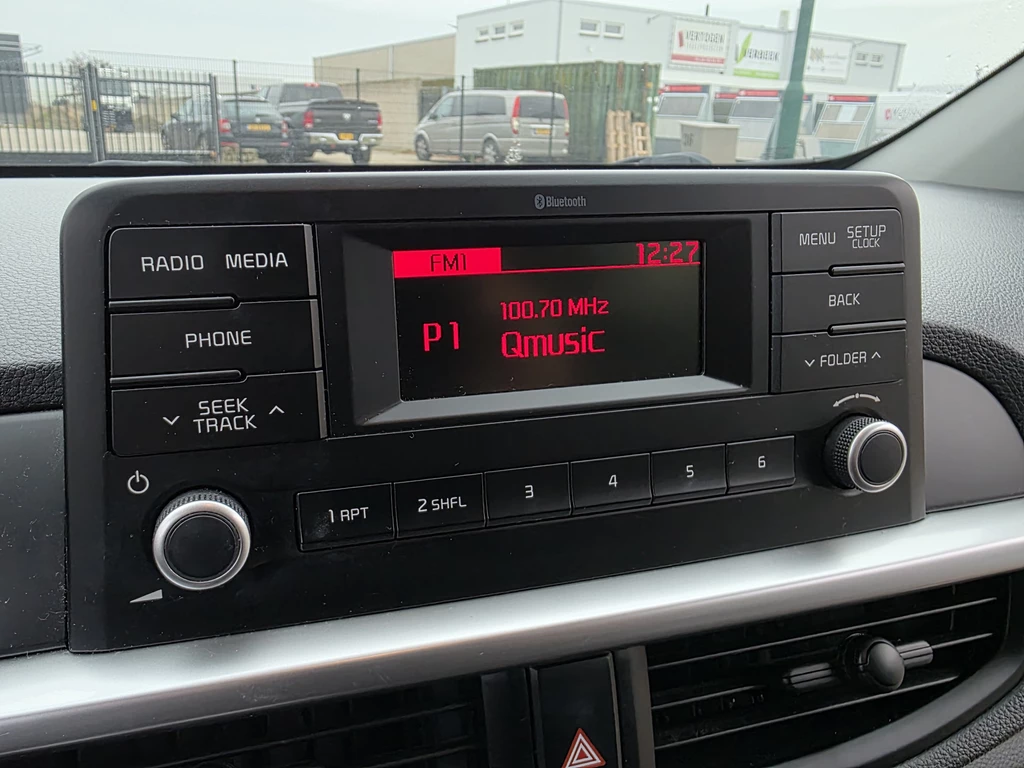 Bluetooth
RADIO MEDIA
PHONE
SEEK
TRACK
FM1 12:27
100.70 MHz
P1 Qmusic
MENU SETUP
CLOCK
BACK
FOLDER
1 RPT 2 SHFL 3 4 5 6